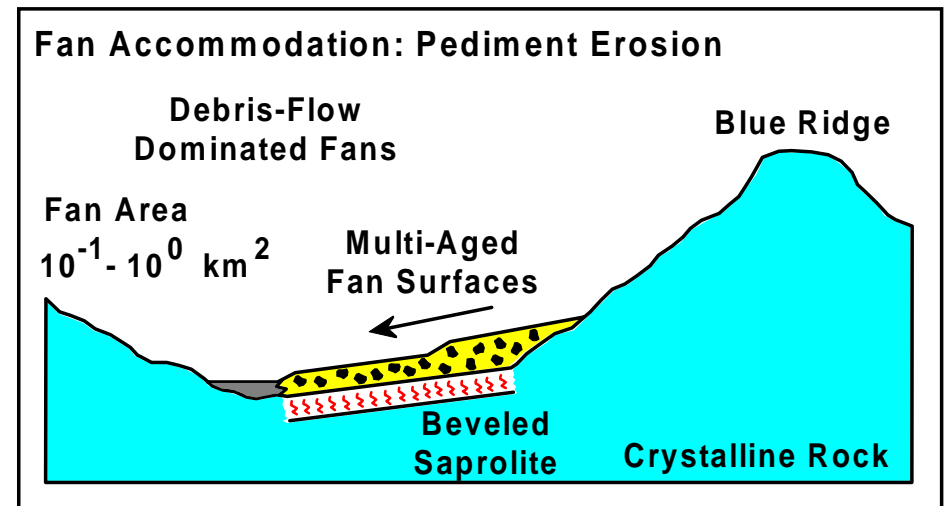 Fan Accommodation: Pediment Erosion
Debris-Flow
Dominated Fans
Blue Ridge
Fan Area
10⁻¹ - 10⁰ km²
Multi-Aged
Fan Surfaces
Beveled
Saprolite
Crystalline Rock